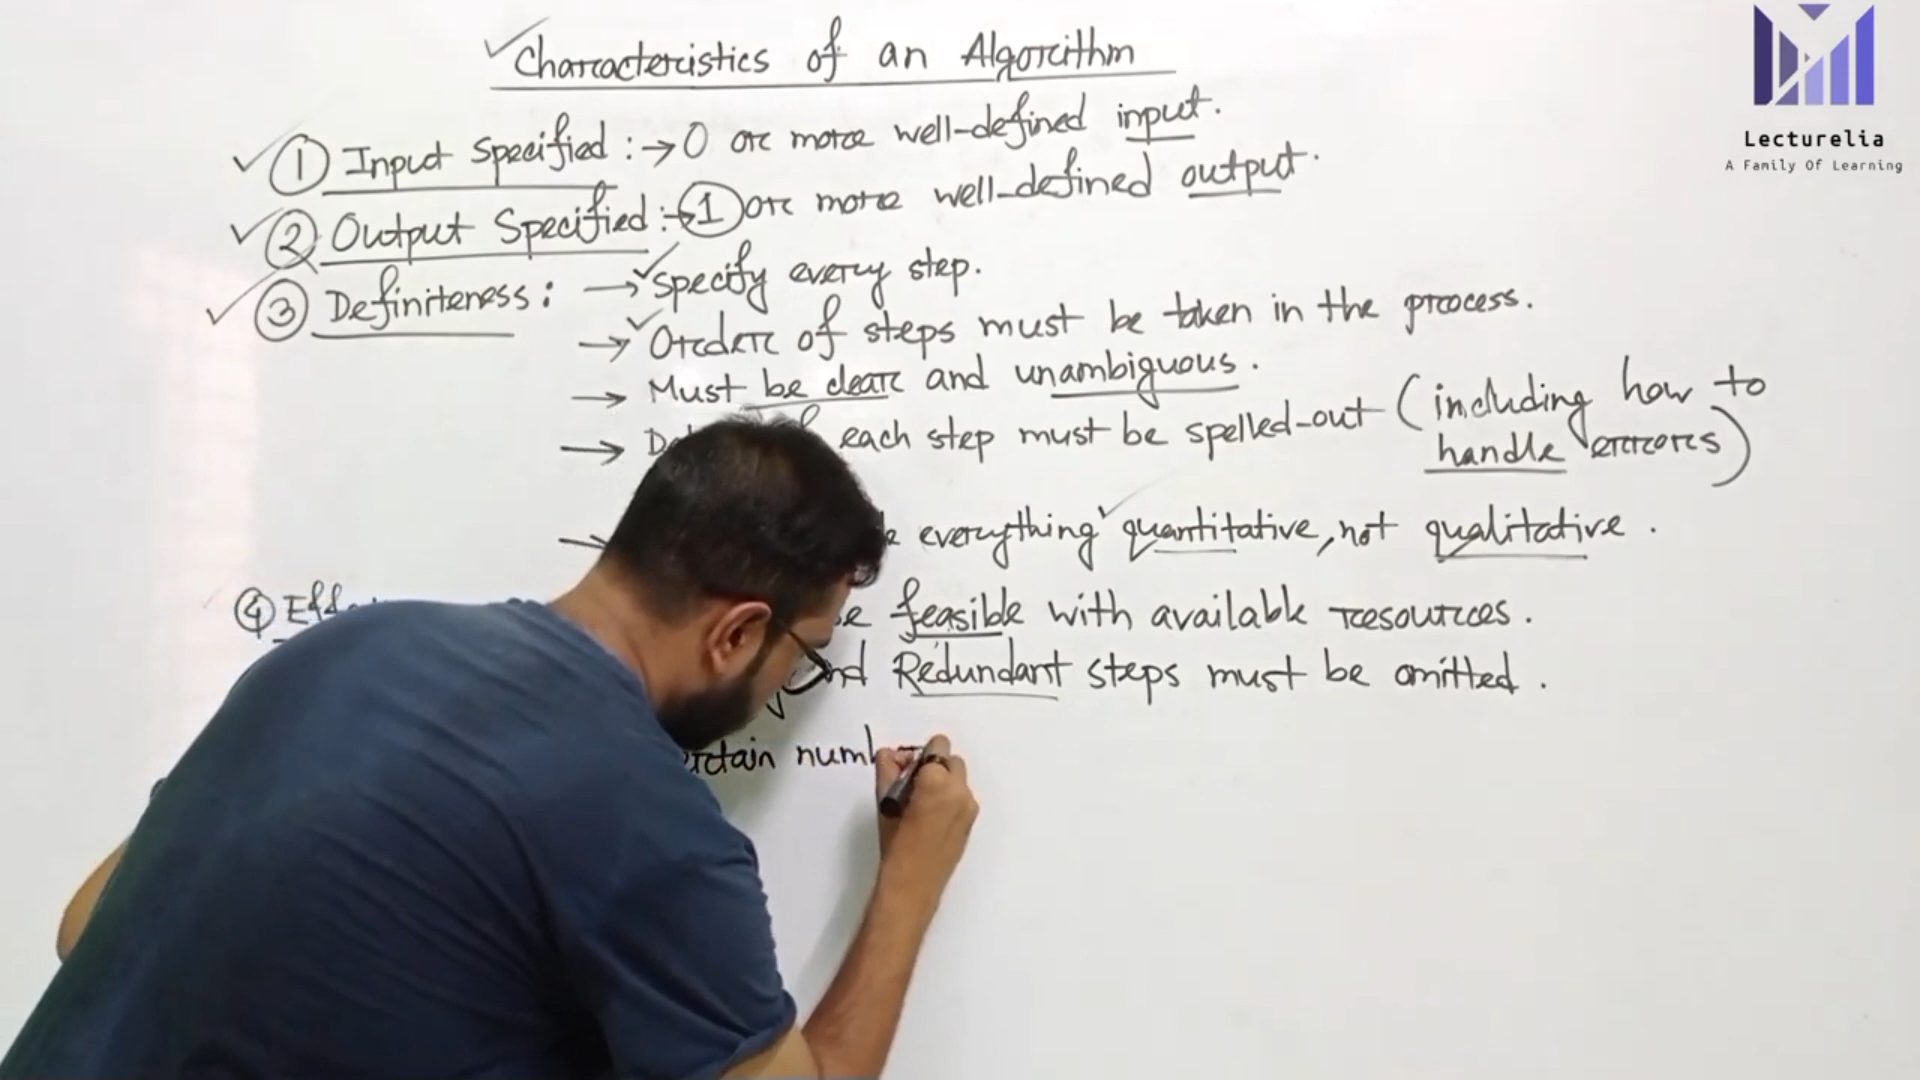 Characteristics of an Algorithm
① Input Specified :→ 0 or more well-defined input.
② Output Specified :→ ① or more well-defined output.
③ Definiteness : → specify every step.
→ Order of steps must be taken in the process.
→ Must be clear and unambiguous.
→ each step must be spelled-out (including how to
handle errors)
→ everything quantitative, not qualitative.
④ feasible with available resources.
Redundant steps must be omitted.
Lecturelia
A Family Of Learning